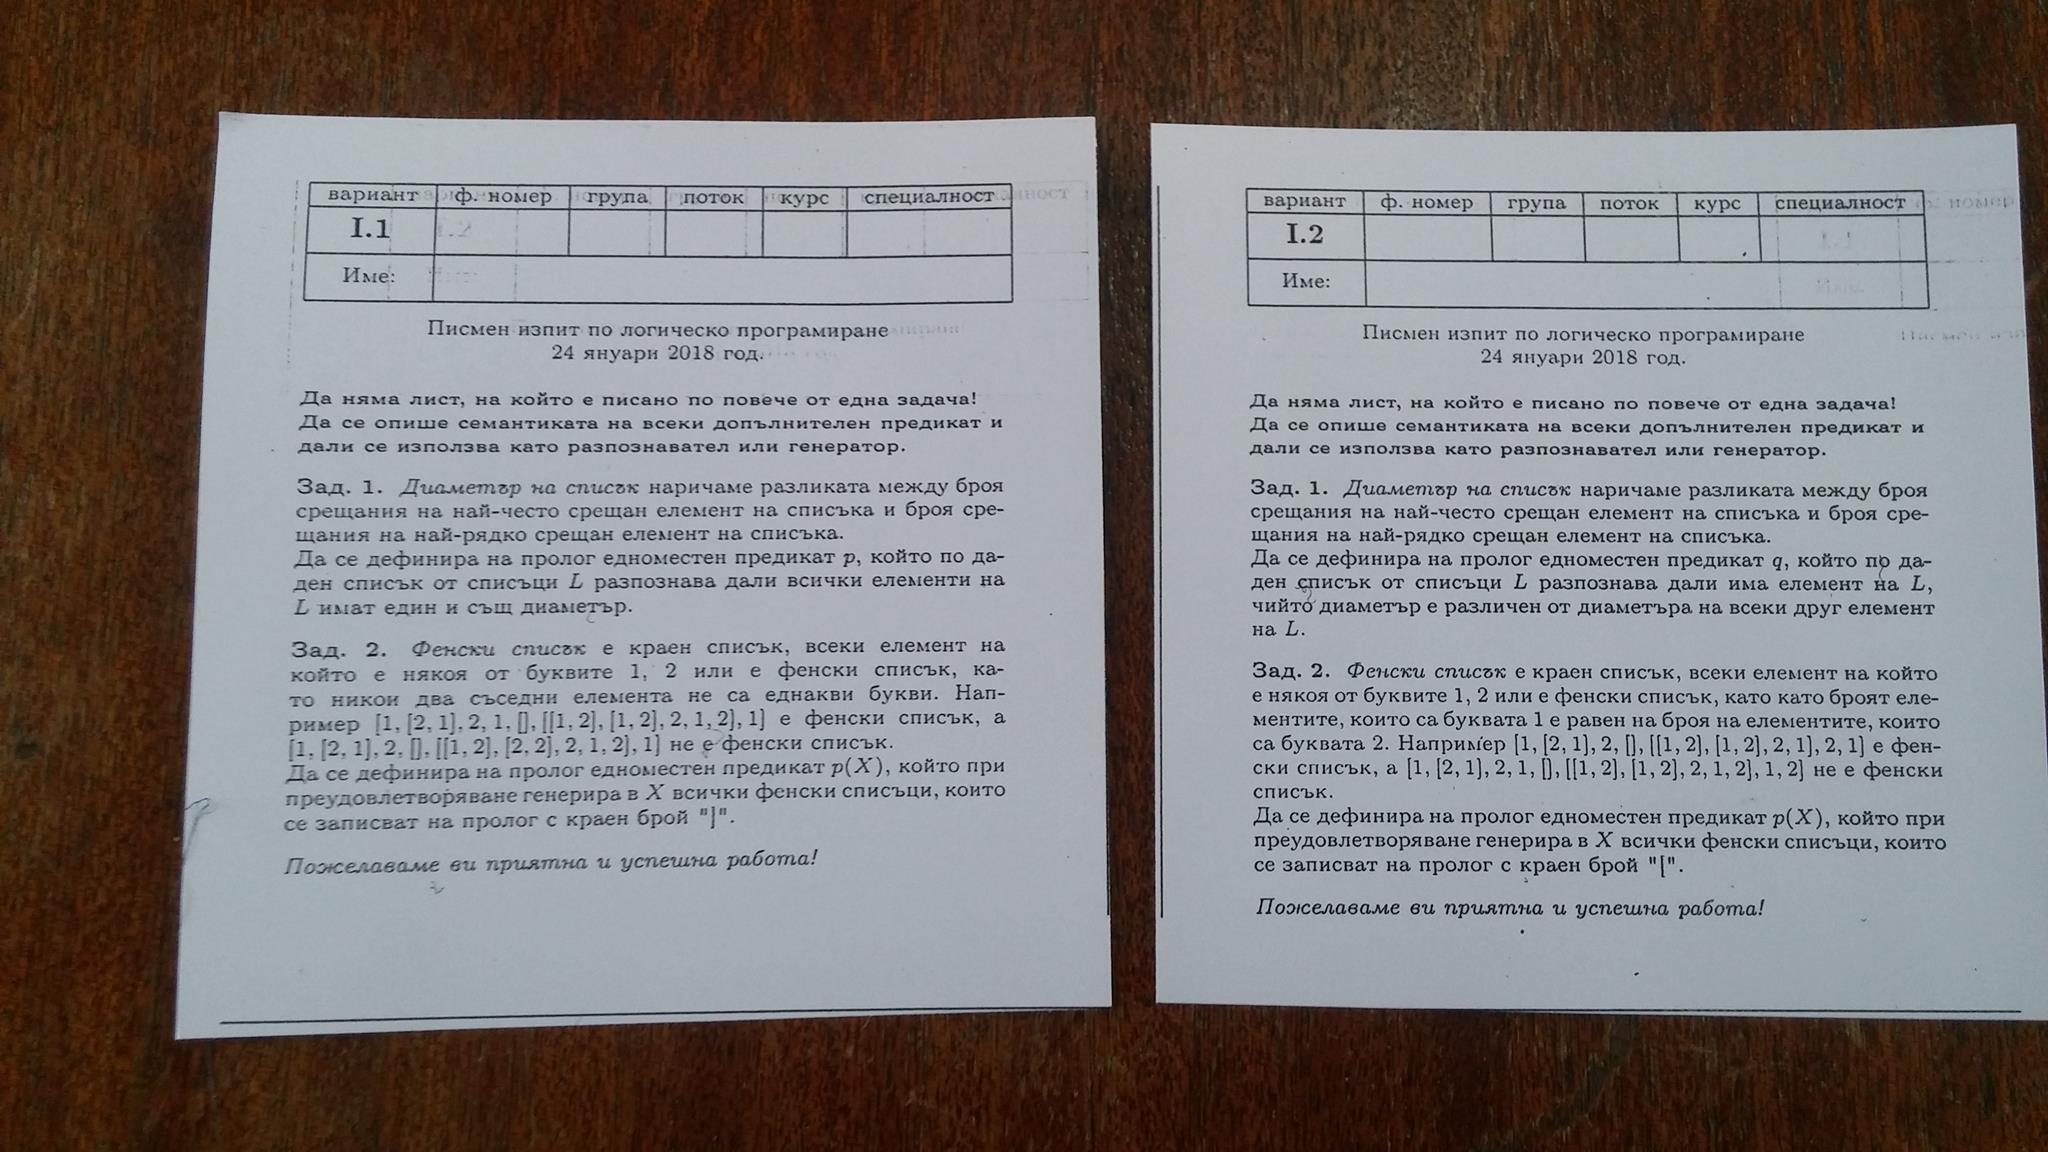 вариант ф. номер група поток курс специалност
I.1
Име:
Писмен изпит по логическо програмиране
24 януари 2018 год.
Да няма лист, на който е писано по повече от една задача!
Да се опише семантиката на всеки допълнителен предикат и
дали се използва като разпознавател или генератор.
Зад. 1. Диаметър на списък наричаме разликата между броя
срещания на най-често срещан елемент на списъка и броя сре-
щания на най-рядко срещан елемент на списъка.
Да се дефинира на пролог едноместен предикат p, който по да-
ден списък от списъци L разпознава дали всички елементи на
L имат един и същ диаметър.
Зад. 2. Фенски списък е краен списък, всеки елемент на
който е някоя от буквите 1, 2 или е фенски списък, ка-
то никои два съседни елемента не са еднакви букви. Нап-
ример [1, [2, 1], 2, 1, [], [[1, 2], [1, 2], 2, 1, 2], 1] е фенски списък, а
[1, [2, 1], 2, [], [[1, 2], [2, 2], 2, 1, 2], 1] не е фенски списък.
Да се дефинира на пролог едноместен предикат p(X), който при
преудовлетворяване генерира в X всички фенски списъци, които
се записват на пролог с краен брой "]".
Пожелаваме ви приятна и успешна работа!
вариант ф. номер група поток курс специалност
I.2
Име:
Писмен изпит по логическо програмиране
24 януари 2018 год.
Да няма лист, на който е писано по повече от една задача!
Да се опише семантиката на всеки допълнителен предикат и
дали се използва като разпознавател или генератор.
Зад. 1. Диаметър на списък наричаме разликата между броя
срещания на най-често срещан елемент на списъка и броя сре-
щания на най-рядко срещан елемент на списъка.
Да се дефинира на пролог едноместен предикат q, който по да-
ден списък от списъци L разпознава дали има елемент на L,
чийто диаметър е различен от диаметъра на всеки друг елемент
на L.
Зад. 2. Фенски списък е краен списък, всеки елемент на който
е някоя от буквите 1, 2 или е фенски списък, като като броят еле-
ментите, които са буквата 1 е равен на броя на елементите, които
са буквата 2. Например [1, [2, 1], 2, [], [[1, 2], [1, 2], 2, 1], 2, 1] е фен-
ски списък, а [1, [2, 1], 2, 1, [], [[1, 2], [1, 2], 2, 1, 2], 1, 2] не е фенски
списък.
Да се дефинира на пролог едноместен предикат p(X), който при
преудовлетворяване генерира в X всички фенски списъци, които
се записват на пролог с краен брой "[".
Пожелаваме ви приятна и успешна работа!